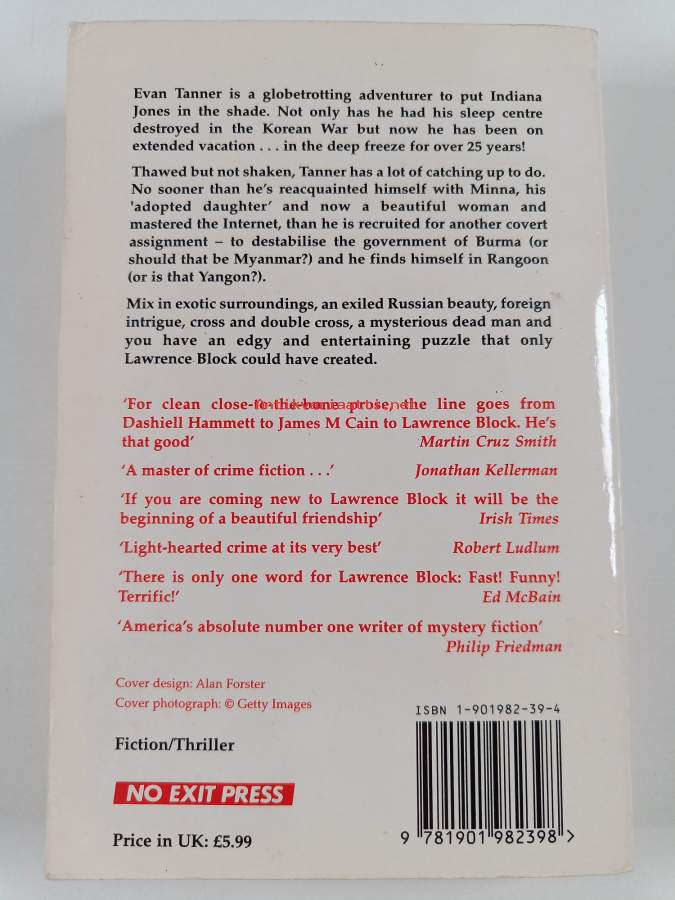 Evan Tanner is a globetrotting adventurer to put Indiana
Jones in the shade. Not only has he had his sleep centre
destroyed in the Korean War but now he has been on
extended vacation . . . in the deep freeze for over 25 years!
Thawed but not shaken, Tanner has a lot of catching up to do.
No sooner than he's reacquainted himself with Minna, his
'adopted daughter' and now a beautiful woman and
mastered the Internet, than he is recruited for another covert
assignment – to destabilise the government of Burma (or
should that be Myanmar?) and he finds himself in Rangoon
(or is that Yangon?).
Mix in exotic surroundings, an exiled Russian beauty, foreign
intrigue, cross and double cross, a mysterious dead man and
you have an edgy and entertaining puzzle that only
Lawrence Block could have created.
'For clean close-to-the-bone prose, the line goes from
Dashiell Hammett to James M Cain to Lawrence Block. He's
that good' Martin Cruz Smith
'A master of crime fiction . . .' Jonathan Kellerman
'If you are coming new to Lawrence Block it will be the
beginning of a beautiful friendship' Irish Times
'Light-hearted crime at its very best' Robert Ludlum
'There is only one word for Lawrence Block: Fast! Funny!
Terrific!' Ed McBain
'America's absolute number one writer of mystery fiction'
Philip Friedman
Cover design: Alan Forster
Cover photograph: © Getty Images
ISBN 1-901982-39-4
Fiction/Thriller
NO EXIT PRESS
Price in UK: £5.99
9 781901 982398 >